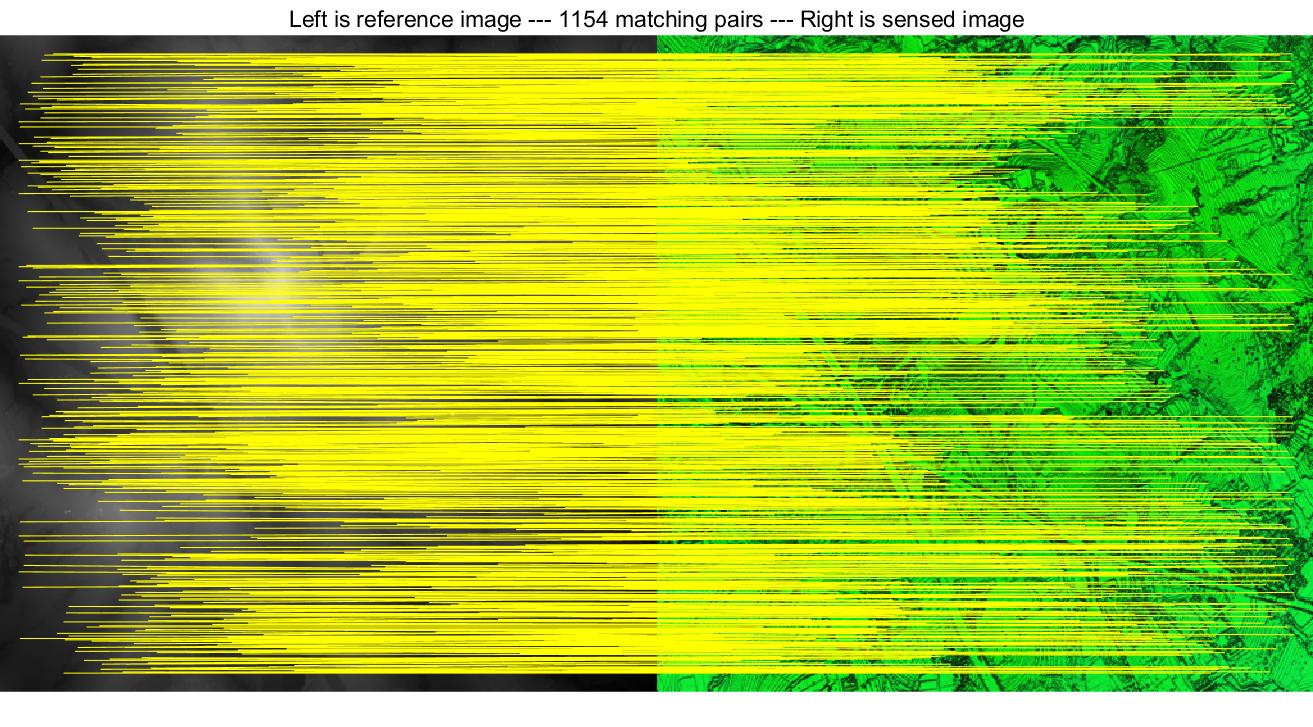 Left is reference image --- 1154 matching pairs --- Right is sensed image